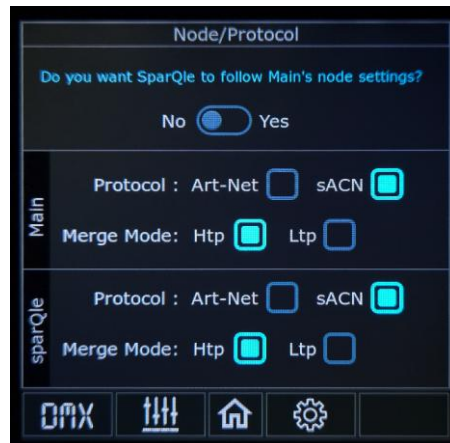 Node/Protocol
Do you want SparQle to follow Main's node settings?
No Yes
Main
Protocol : Art-Net sACN
Merge Mode: Htp Ltp
sparQle
Protocol : Art-Net sACN
Merge Mode: Htp Ltp
DMX